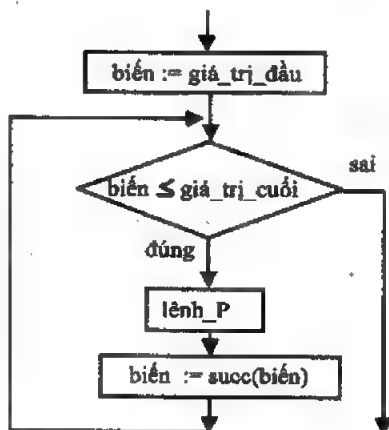 biến := giá_trị_đầu
biến ≤ giá_trị_cuối
sai
đúng
lệnh_P
biến := succ(biến)